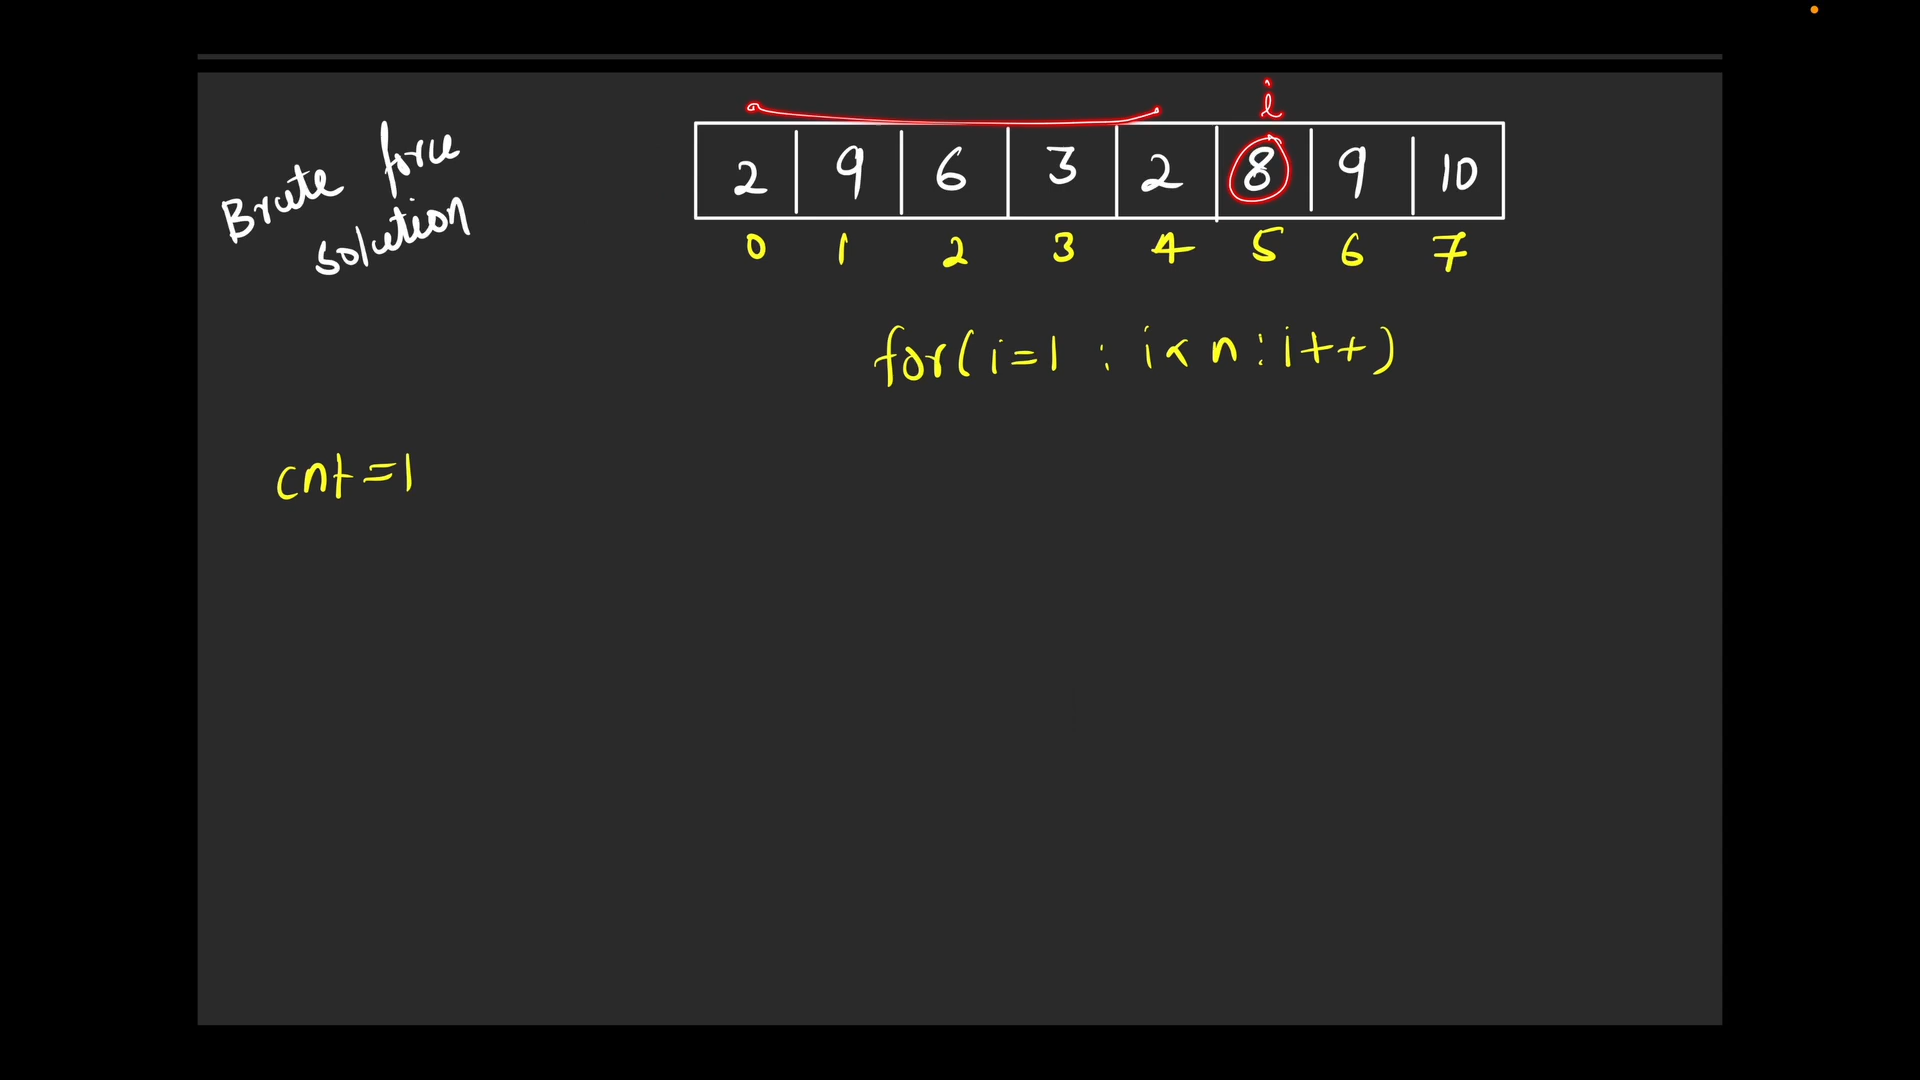 Brute force
solution
i
2 9 6 3 2 8 9 10
0 1 2 3 4 5 6 7
for( i=1 : i< n : i++)
cnt=1